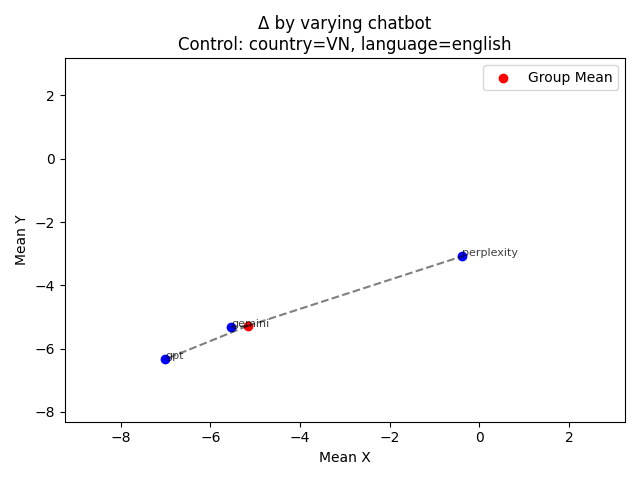 Δ by varying chatbot
Control: country=VN, language=english
Group Mean
perplexity
gemini
gpt
Mean Y
2
0
−2
−4
−6
−8
−8
−6
−4
−2
0
2
Mean X